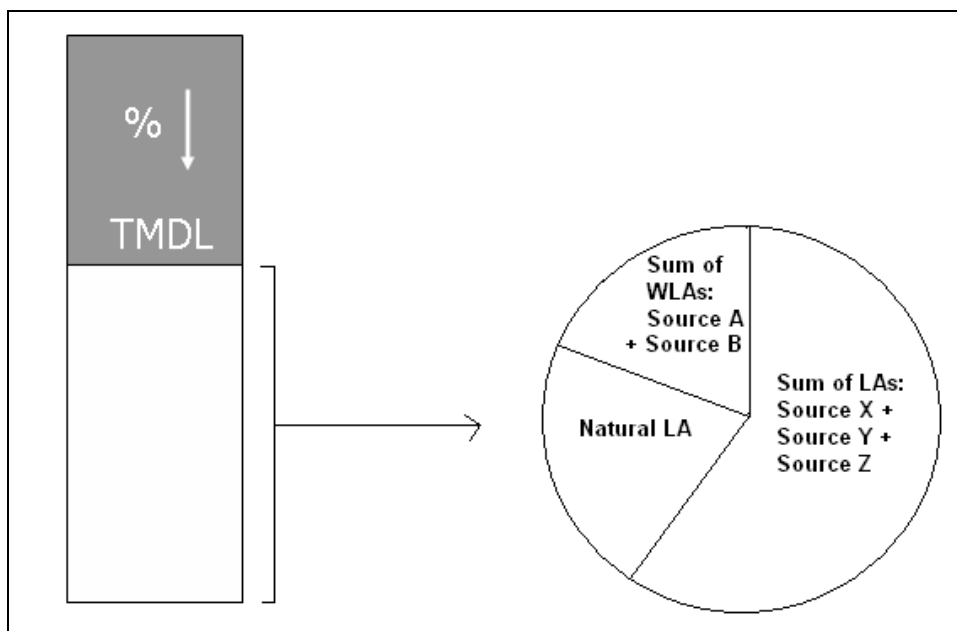 %
TMDL
Sum of
WLAs:
Source A
+ Source B
Natural LA
Sum of LAs:
Source X +
Source Y +
Source Z